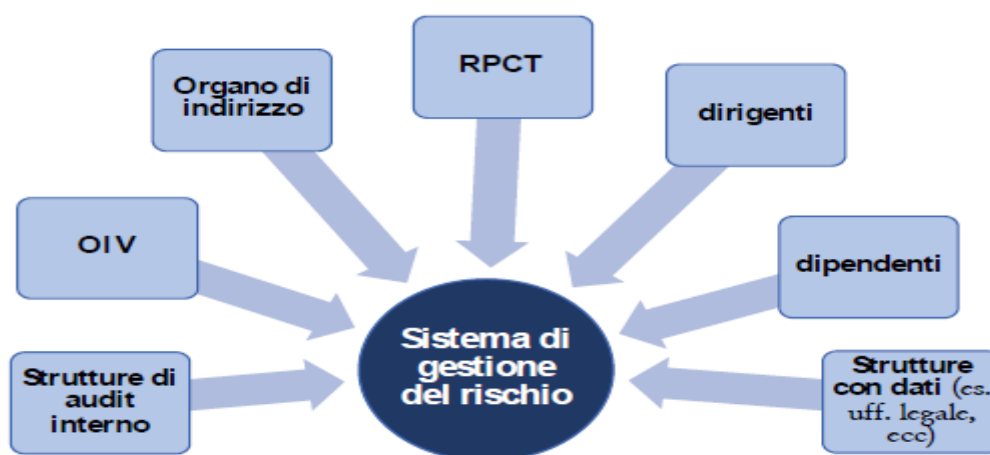 RPCT
Organo di
indirizzo
dirigenti
OIV
dipendenti
Sistema di
gestione
del rischio
Strutture di
audit
interno
Strutture
con dati (es.
uff. legale,
ecc)